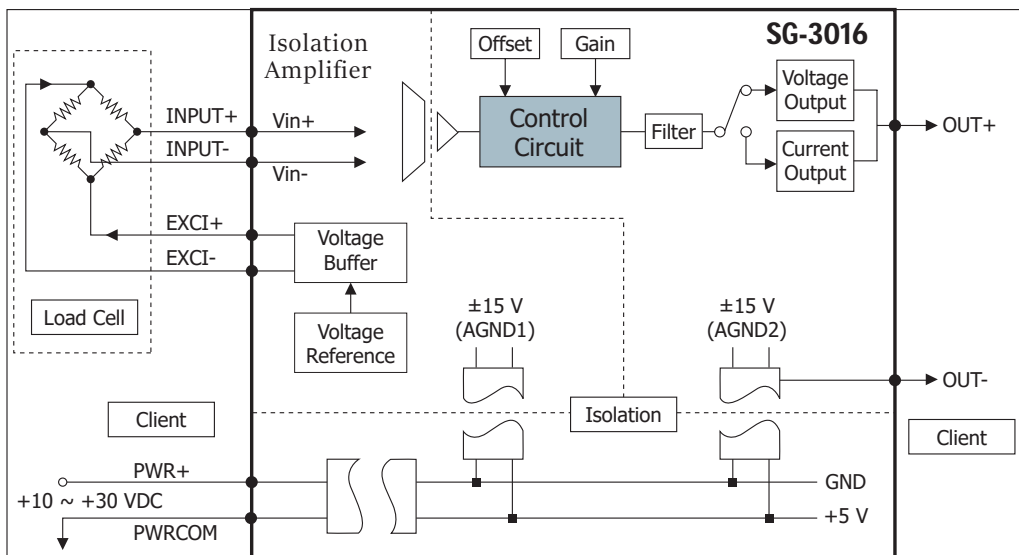 SG-3016
Isolation
Amplifier
Offset
Gain
Voltage
Output
INPUT+
Vin+
Control
Circuit
Filter
OUT+
INPUT-
Vin-
Current
Output
EXCI+
EXCI-
Voltage
Buffer
Load Cell
Voltage
Reference
±15 V
(AGND1)
±15 V
(AGND2)
OUT-
Client
Isolation
Client
PWR+
GND
+10 ~ +30 VDC
+5 V
PWRCOM